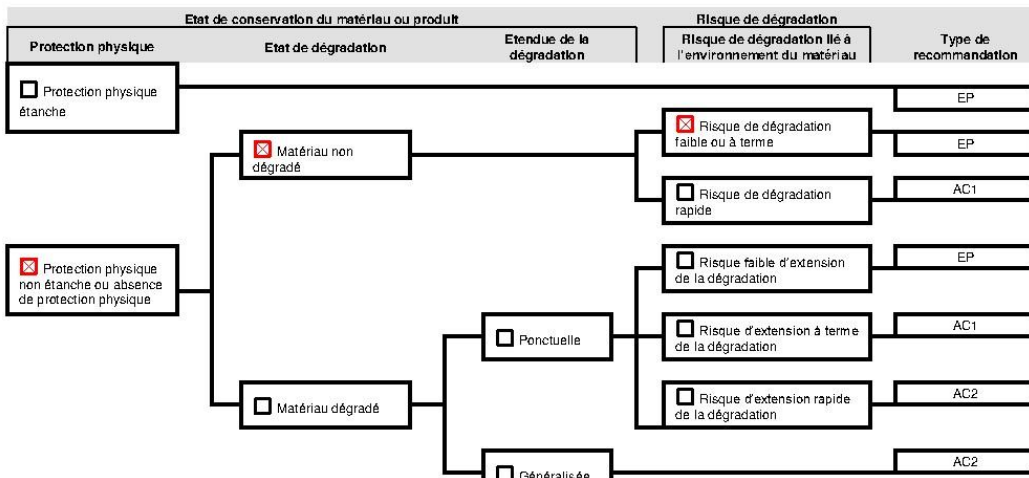 Etat de conservation du matériau ou produit
Risque de dégradation
Protection physique
Etat de dégradation
Etendue de la
dégradation
Risque de dégradation lié à
l'environnement du matériau
Type de
recommandation
Protection physique
étanche
EP
Matériau non
dégradé
Risque de dégradation
faible ou à terme
EP
Risque de dégradation
rapide
AC1
Protection physique
non étanche ou absence
de protection physique
Risque faible d'extension
de la dégradation
EP
Ponctuelle
Risque d'extension à terme
de la dégradation
AC1
Matériau dégradé
Risque d'extension rapide
de la dégradation
AC2
Généralisée
AC2